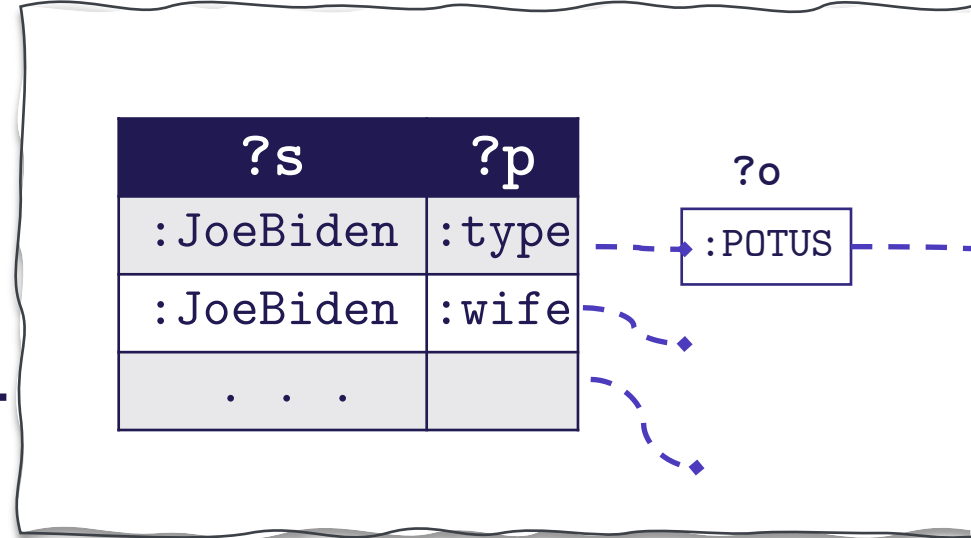 ?s ?p
?o
:JoeBiden :type
:POTUS
:JoeBiden :wife
. . .